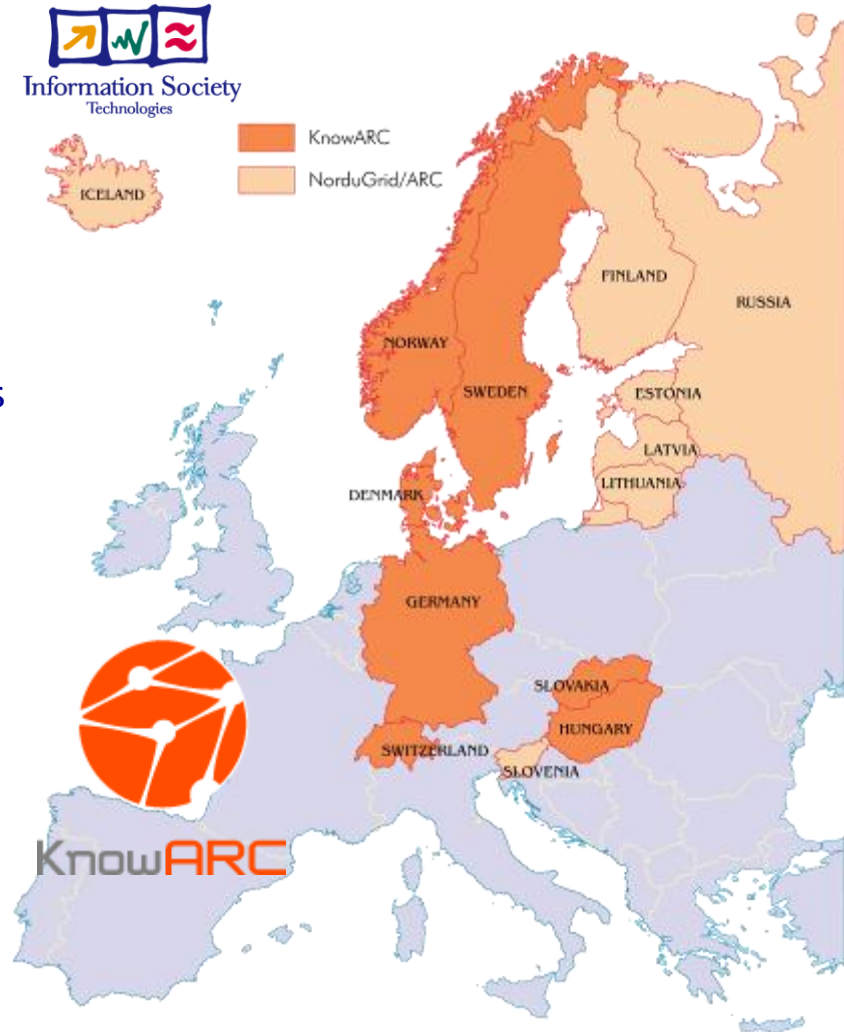 Information Society
Technologies
KnowARC
NorduGrid/ARC
ICELAND
FINLAND
RUSSIA
NORWAY
SWEDEN
s
ESTONIA
LATVIA
LITHUANIA
DENMARK
GERMANY
SLOVAKIA
HUNGARY
SWITZERLAND
SLOVENIA
KnowARC